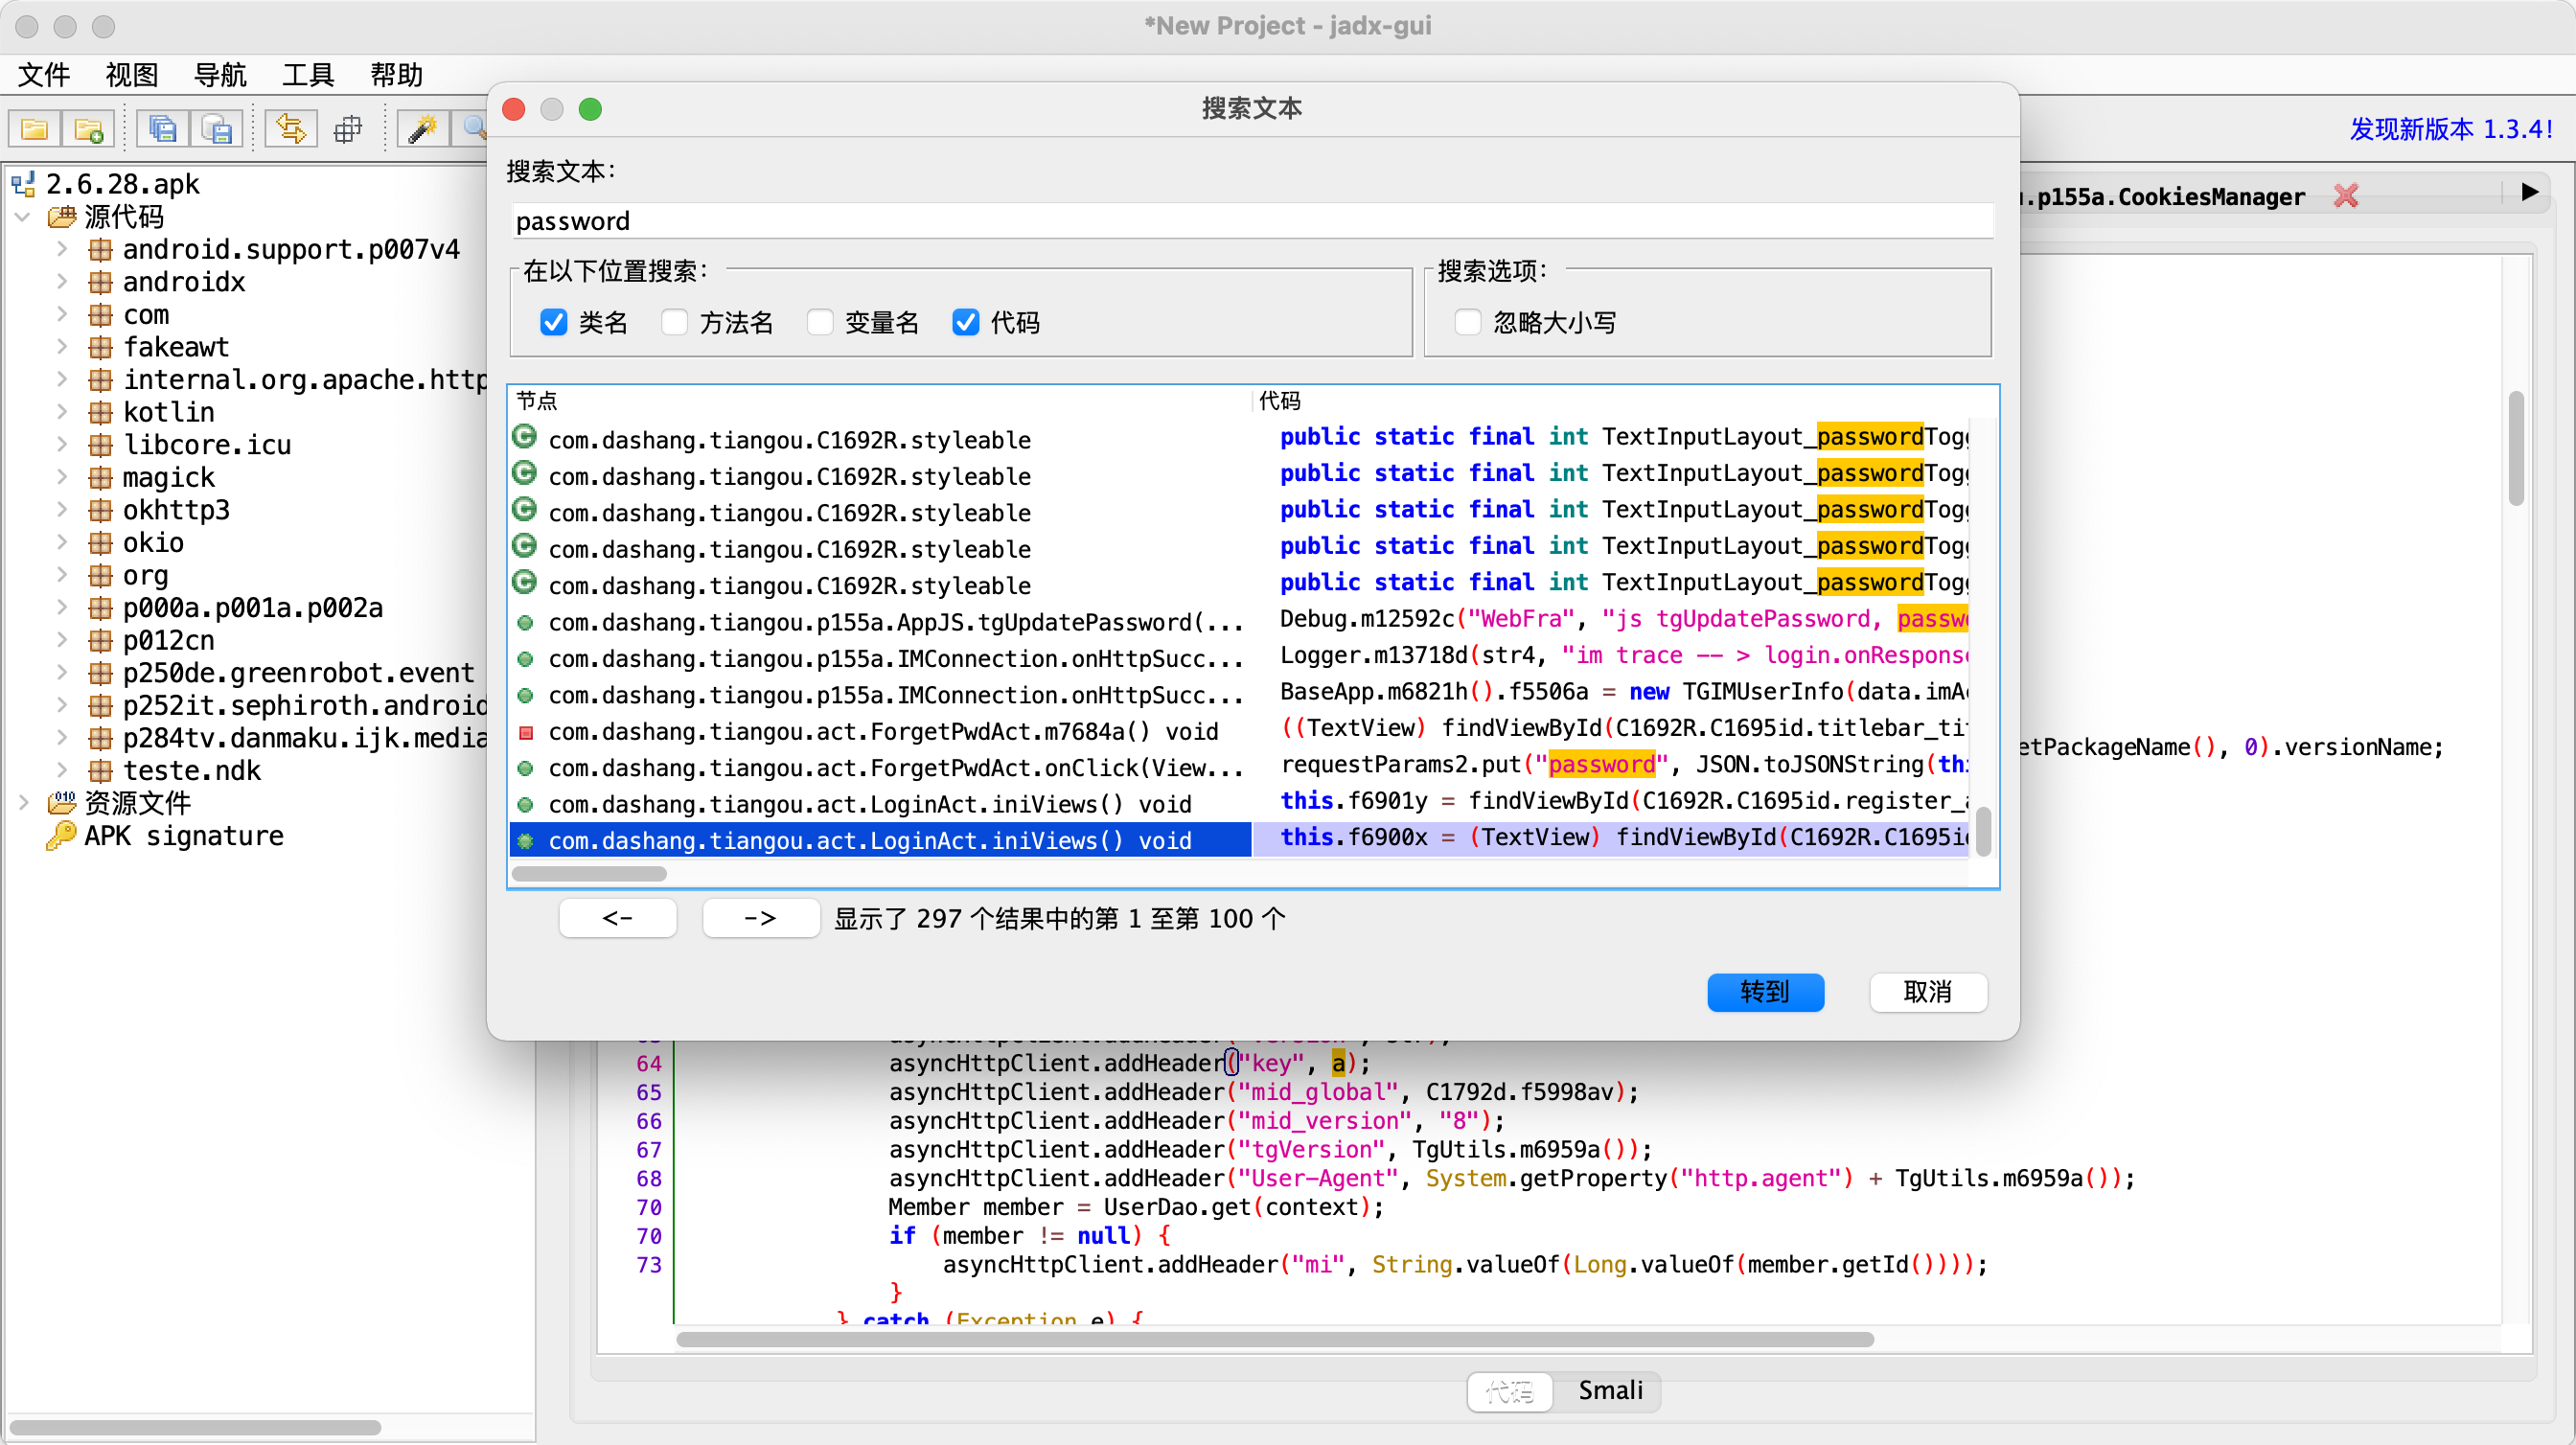 *New Project - jadx-gui
文件 视图 导航 工具 帮助
发现新版本 1.3.4!
2.6.28.apk
源代码
android.support.p007v4
androidx
com
fakeawt
internal.org.apache.http
kotlin
libcore.icu
magick
okhttp3
okio
org
p000a.p001a.p002a
p012cn
p250de.greenrobot.event
p252it.sephiroth.android
p284tv.danmaku.ijk.media
teste.ndk
资源文件
APK signature
搜索文本
搜索文本:
password
在以下位置搜索: 搜索选项:
类名 方法名 变量名 代码 忽略大小写
节点 代码
com.dashang.tiangou.C1692R.styleable public static final int TextInputLayout_passwordTogg
com.dashang.tiangou.C1692R.styleable public static final int TextInputLayout_passwordTogg
com.dashang.tiangou.C1692R.styleable public static final int TextInputLayout_passwordTogg
com.dashang.tiangou.C1692R.styleable public static final int TextInputLayout_passwordTogg
com.dashang.tiangou.C1692R.styleable public static final int TextInputLayout_passwordTogg
com.dashang.tiangou.p155a.AppJS.tgUpdatePassword(... Debug.m12592c("WebFra", "js tgUpdatePassword, passw
com.dashang.tiangou.p155a.IMConnection.onHttpSucc... Logger.m13718d(str4, "im trace -- > login.onRespons
com.dashang.tiangou.p155a.IMConnection.onHttpSucc... BaseApp.m6821h().f5506a = new TGIMUserInfo(data.imA
com.dashang.tiangou.act.ForgetPwdAct.m7684a() void ((TextView) findViewById(C1692R.C1695id.titlebar_tit
com.dashang.tiangou.act.ForgetPwdAct.onClick(View... requestParams2.put("password", JSON.toJSONString(thi
com.dashang.tiangou.act.LoginAct.iniViews() void this.f6901y = findViewById(C1692R.C1695id.register_a
com.dashang.tiangou.act.LoginAct.iniViews() void this.f6900x = (TextView) findViewById(C1692R.C1695id
<- -> 显示了 297 个结果中的第 1 至第 100 个
转到 取消
.p155a.CookiesManager
etPackageName(), 0).versionName;
64 asyncHttpClient.addHeader("key", a);
65 asyncHttpClient.addHeader("mid_global", C1792d.f5998av);
66 asyncHttpClient.addHeader("mid_version", "8");
67 asyncHttpClient.addHeader("tgVersion", TgUtils.m6959a());
68 asyncHttpClient.addHeader("User-Agent", System.getProperty("http.agent") + TgUtils.m6959a());
70 Member member = UserDao.get(context);
70 if (member != null) {
73 asyncHttpClient.addHeader("mi", String.valueOf(Long.valueOf(member.getId())));
}
} catch (Exception e) {
代码 Smali